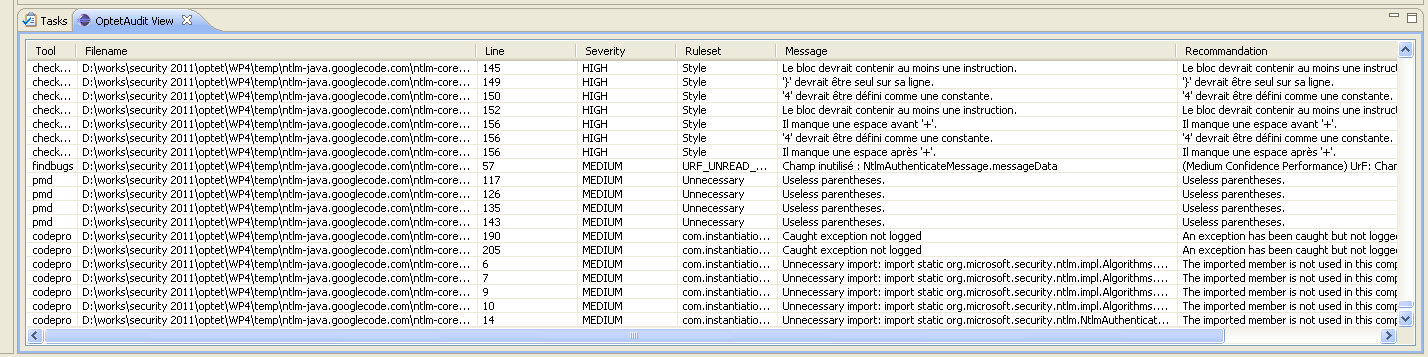 Tasks OptetAudit View
Tool Filename Line Severity Ruleset Message Recommandation
check... D:\works\security 2011\optet\WP4\temp\ntlm-java.googlecode.com\ntlm-core... 145 HIGH Style Le bloc devrait contenir au moins une instruction. Le bloc devrait contenir au moins une instruct
check... D:\works\security 2011\optet\WP4\temp\ntlm-java.googlecode.com\ntlm-core... 149 HIGH Style '}' devrait être seul sur sa ligne. '}' devrait être seul sur sa ligne.
check... D:\works\security 2011\optet\WP4\temp\ntlm-java.googlecode.com\ntlm-core... 150 HIGH Style '4' devrait être défini comme une constante. '4' devrait être défini comme une constante.
check... D:\works\security 2011\optet\WP4\temp\ntlm-java.googlecode.com\ntlm-core... 152 HIGH Style Le bloc devrait contenir au moins une instruction. Le bloc devrait contenir au moins une instruct
check... D:\works\security 2011\optet\WP4\temp\ntlm-java.googlecode.com\ntlm-core... 156 HIGH Style Il manque une espace avant '+'. Il manque une espace avant '+'.
check... D:\works\security 2011\optet\WP4\temp\ntlm-java.googlecode.com\ntlm-core... 156 HIGH Style '4' devrait être défini comme une constante. '4' devrait être défini comme une constante.
check... D:\works\security 2011\optet\WP4\temp\ntlm-java.googlecode.com\ntlm-core... 156 HIGH Style Il manque une espace après '+'. Il manque une espace après '+'.
findbugs D:\works\security 2011\optet\WP4\temp\ntlm-java.googlecode.com\ntlm-core... 57 MEDIUM URF_UNREAD_... Champ inutilisé : NtlmAuthenticateMessage.messageData (Medium Confidence Performance) UrF: Char
pmd D:\works\security 2011\optet\WP4\temp\ntlm-java.googlecode.com\ntlm-core... 117 MEDIUM Unnecessary Useless parentheses. Useless parentheses.
pmd D:\works\security 2011\optet\WP4\temp\ntlm-java.googlecode.com\ntlm-core... 126 MEDIUM Unnecessary Useless parentheses. Useless parentheses.
pmd D:\works\security 2011\optet\WP4\temp\ntlm-java.googlecode.com\ntlm-core... 135 MEDIUM Unnecessary Useless parentheses. Useless parentheses.
pmd D:\works\security 2011\optet\WP4\temp\ntlm-java.googlecode.com\ntlm-core... 143 MEDIUM Unnecessary Useless parentheses. Useless parentheses.
codepro D:\works\security 2011\optet\WP4\temp\ntlm-java.googlecode.com\ntlm-core... 190 MEDIUM com.instantiatio... Caught exception not logged An exception has been caught but not logge
codepro D:\works\security 2011\optet\WP4\temp\ntlm-java.googlecode.com\ntlm-core... 205 MEDIUM com.instantiatio... Caught exception not logged An exception has been caught but not logge
codepro D:\works\security 2011\optet\WP4\temp\ntlm-java.googlecode.com\ntlm-core... 6 MEDIUM com.instantiatio... Unnecessary import: import static org.microsoft.security.ntlm.impl.Algorithms.... The imported member is not used in this comp
codepro D:\works\security 2011\optet\WP4\temp\ntlm-java.googlecode.com\ntlm-core... 7 MEDIUM com.instantiatio... Unnecessary import: import static org.microsoft.security.ntlm.impl.Algorithms.... The imported member is not used in this comp
codepro D:\works\security 2011\optet\WP4\temp\ntlm-java.googlecode.com\ntlm-core... 9 MEDIUM com.instantiatio... Unnecessary import: import static org.microsoft.security.ntlm.impl.Algorithms.... The imported member is not used in this comp
codepro D:\works\security 2011\optet\WP4\temp\ntlm-java.googlecode.com\ntlm-core... 10 MEDIUM com.instantiatio... Unnecessary import: import static org.microsoft.security.ntlm.impl.Algorithms.... The imported member is not used in this comp
codepro D:\works\security 2011\optet\WP4\temp\ntlm-java.googlecode.com\ntlm-core... 14 MEDIUM com.instantiatio... Unnecessary import: import static org.microsoft.security.ntlm.NtlmAuthenticat... The imported member is not used in this comp